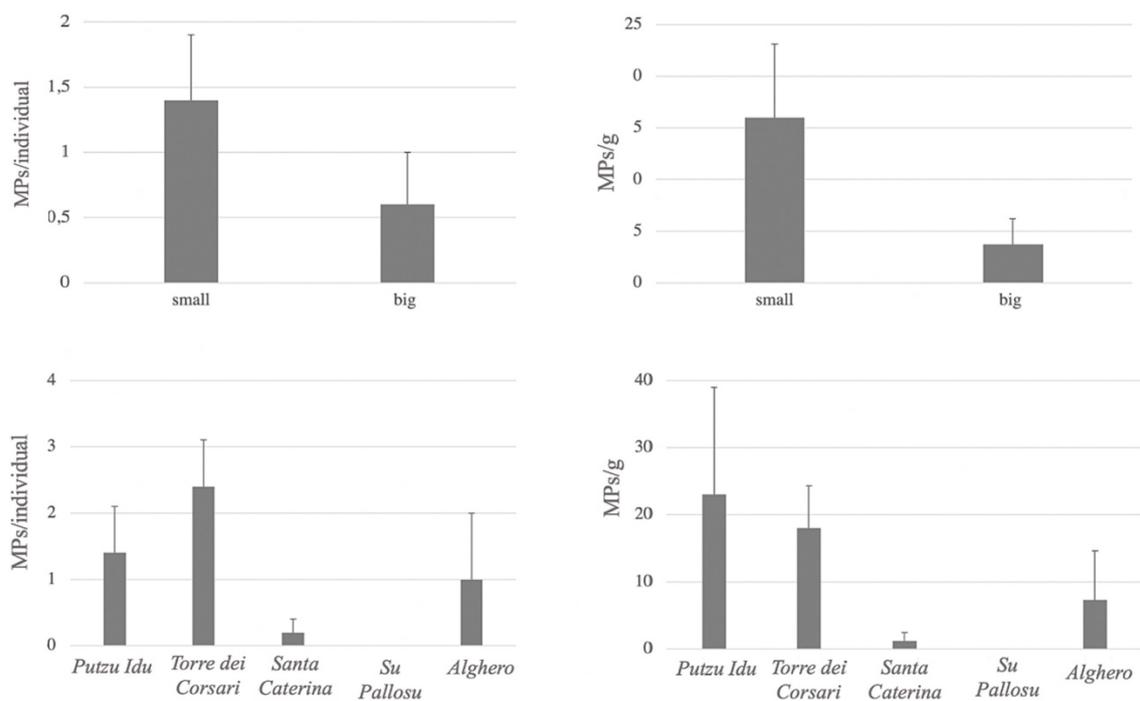 MPs/individual
2
1,5
1
0,5
0
small
big
MPs/g
25
0
5
0
5
0
small
big
MPs/individual
4
3
2
1
0
Putzu Idu
Torre dei
Corsari
Santa
Caterina
Su
Pallosu
Alghero
MPs/g
40
30
20
10
0
Putzu Idu
Torre dei
Corsari
Santa
Caterina
Su
Pallosu
Alghero